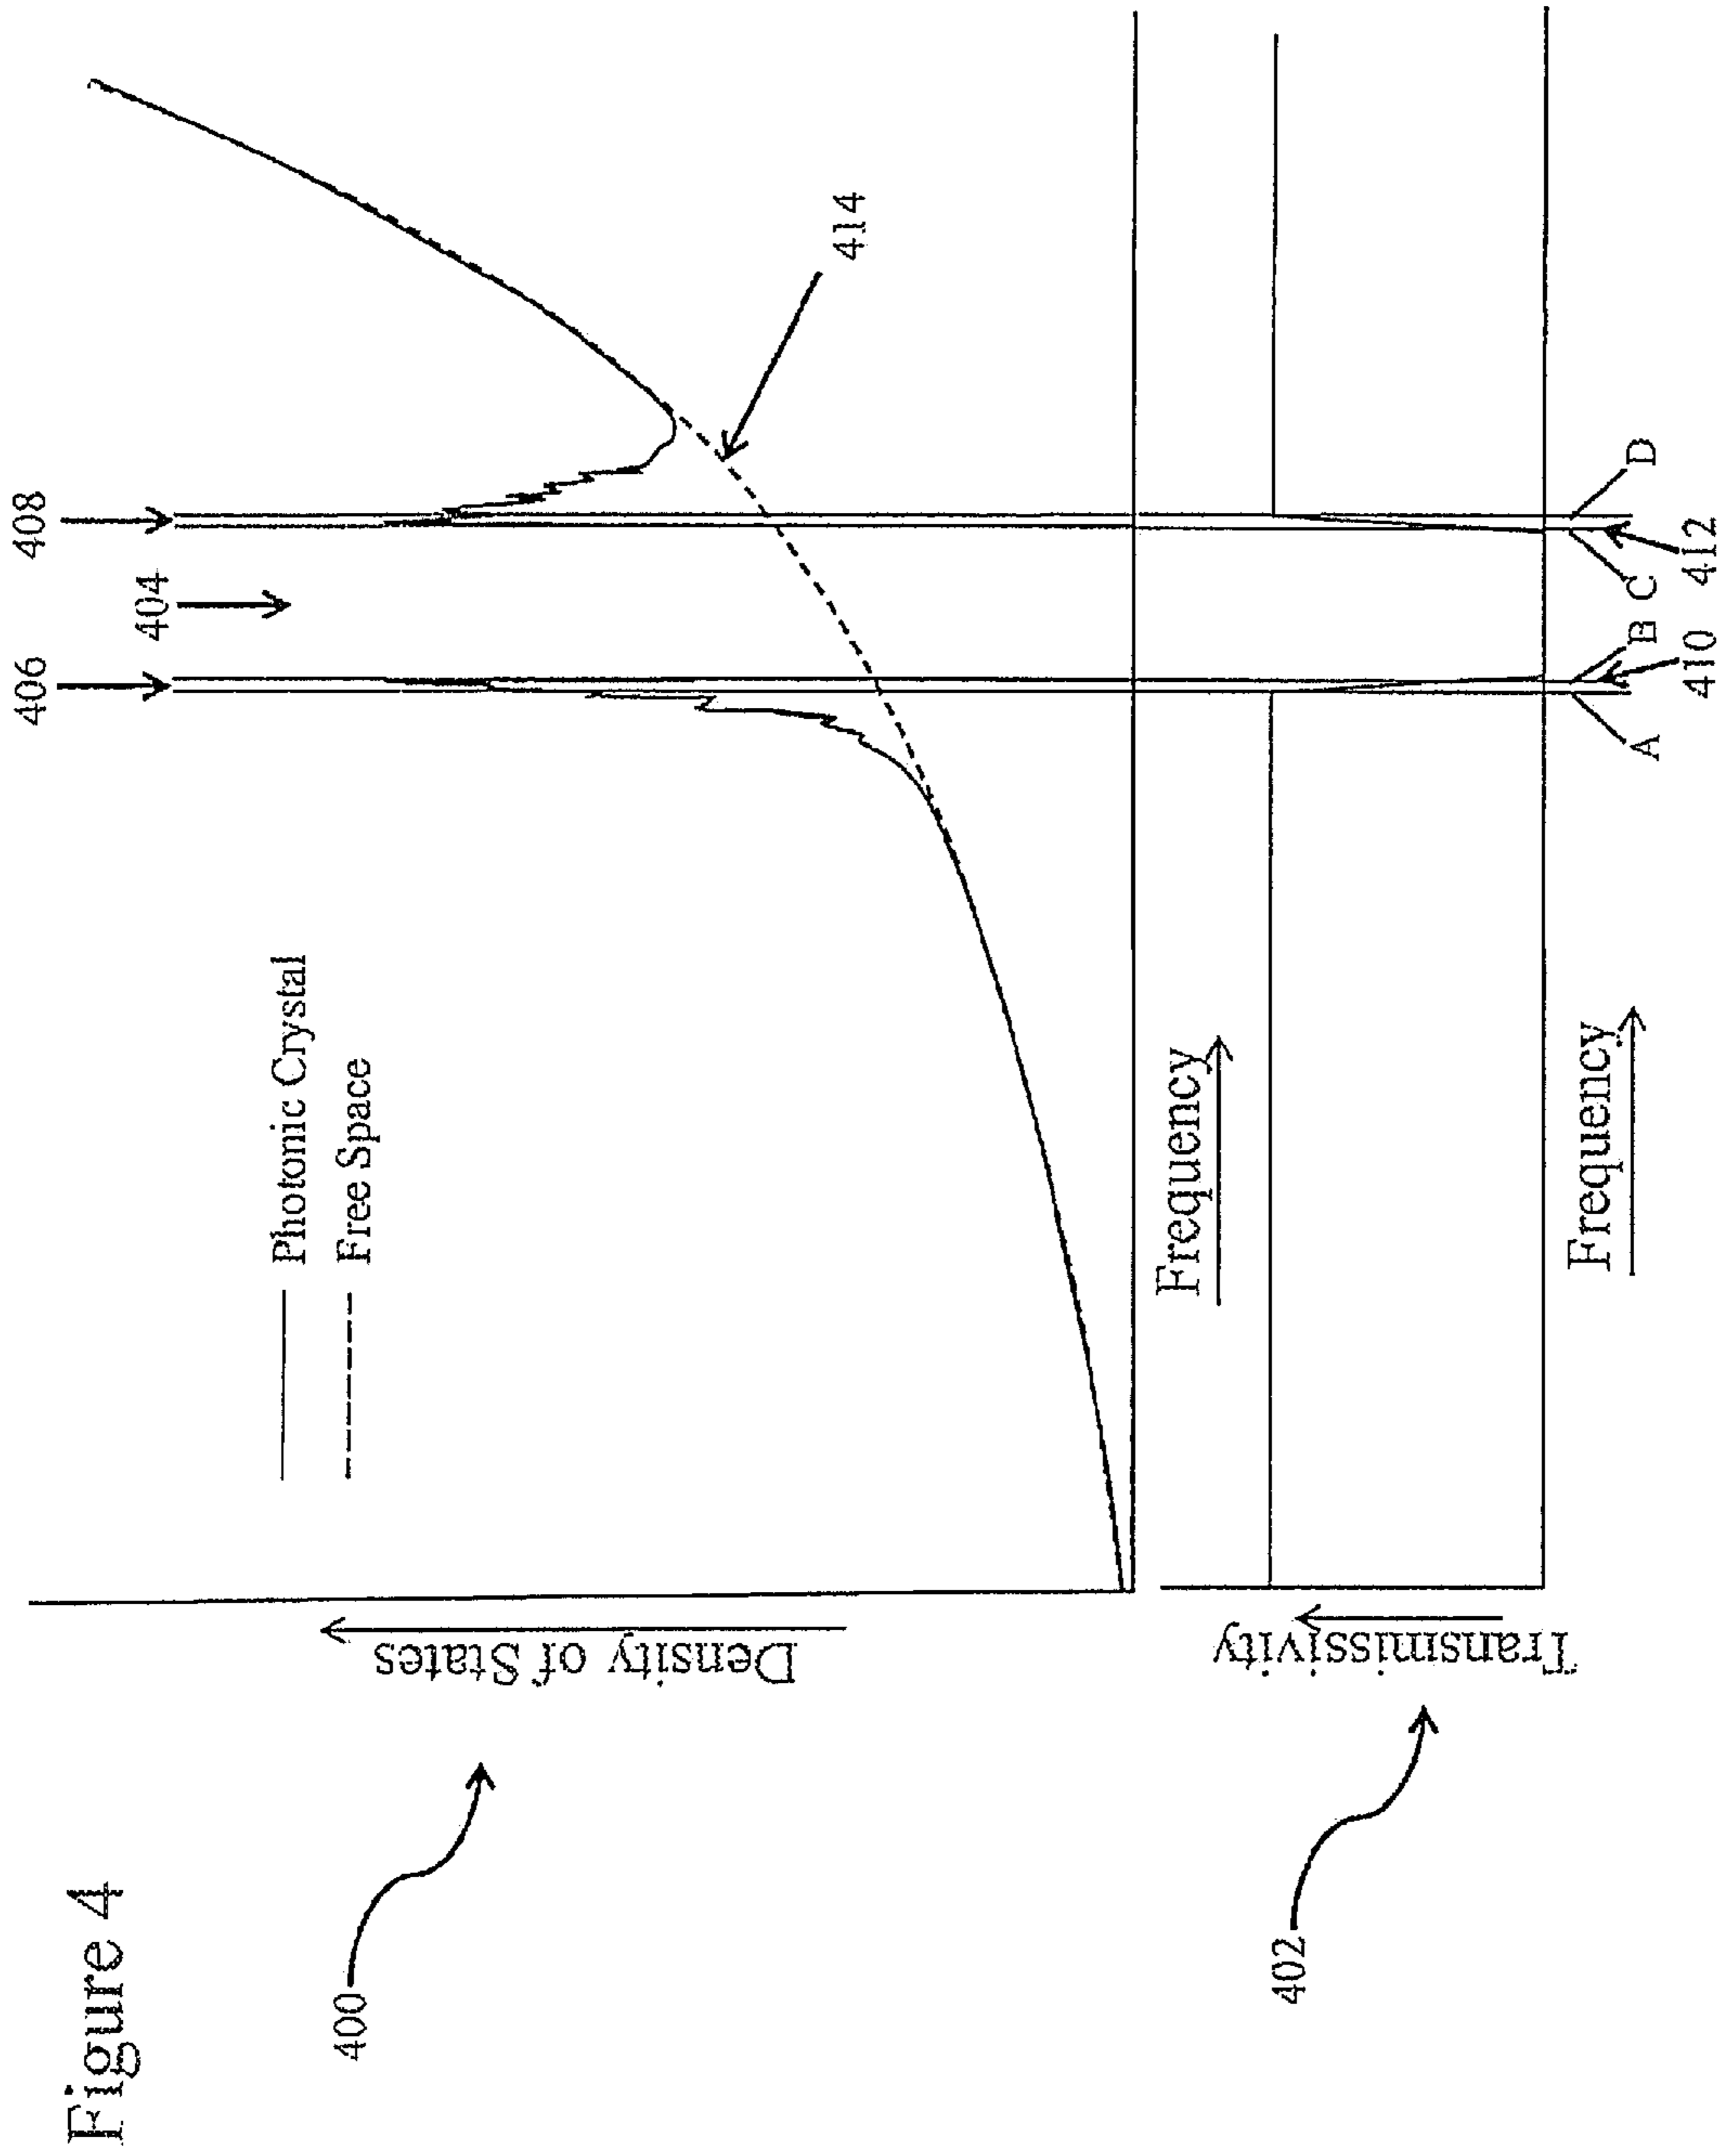 Figure 4
400
402
Density of States
Transmissivity
Photonic Crystal
Free Space
406
404
408
414
Frequency
Frequency
A
B
C
D
410
412